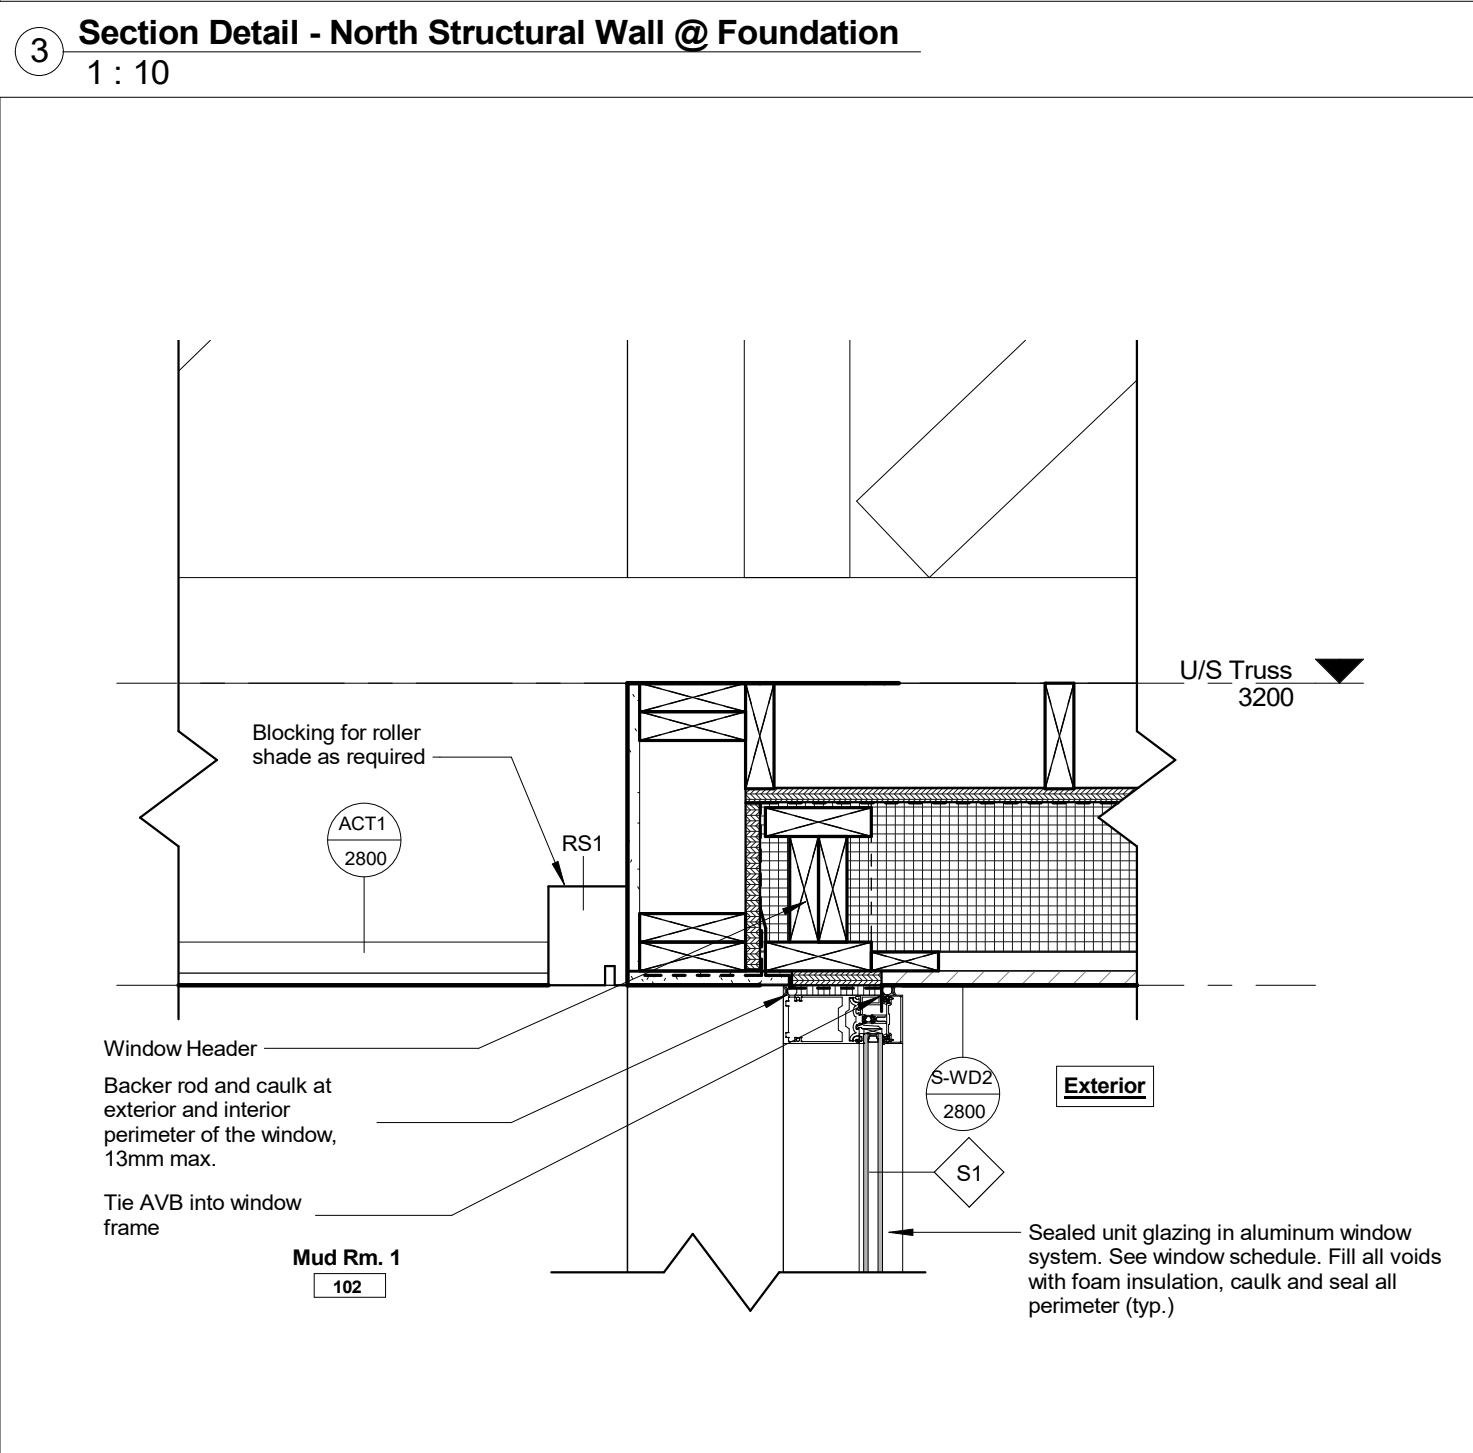 3
Section Detail - North Structural Wall @ Foundation
1 : 10
U/S Truss
3200
Blocking for roller
shade as required
ACT1
2800
RS1
Window Header
Backer rod and caulk at
exterior and interior
perimeter of the window,
13mm max.
Tie AVB into window
frame
Mud Rm. 1
102
S-WD2
2800
Exterior
S1
Sealed unit glazing in aluminum window
system. See window schedule. Fill all voids
with foam insulation, caulk and seal all
perimeter (typ.)